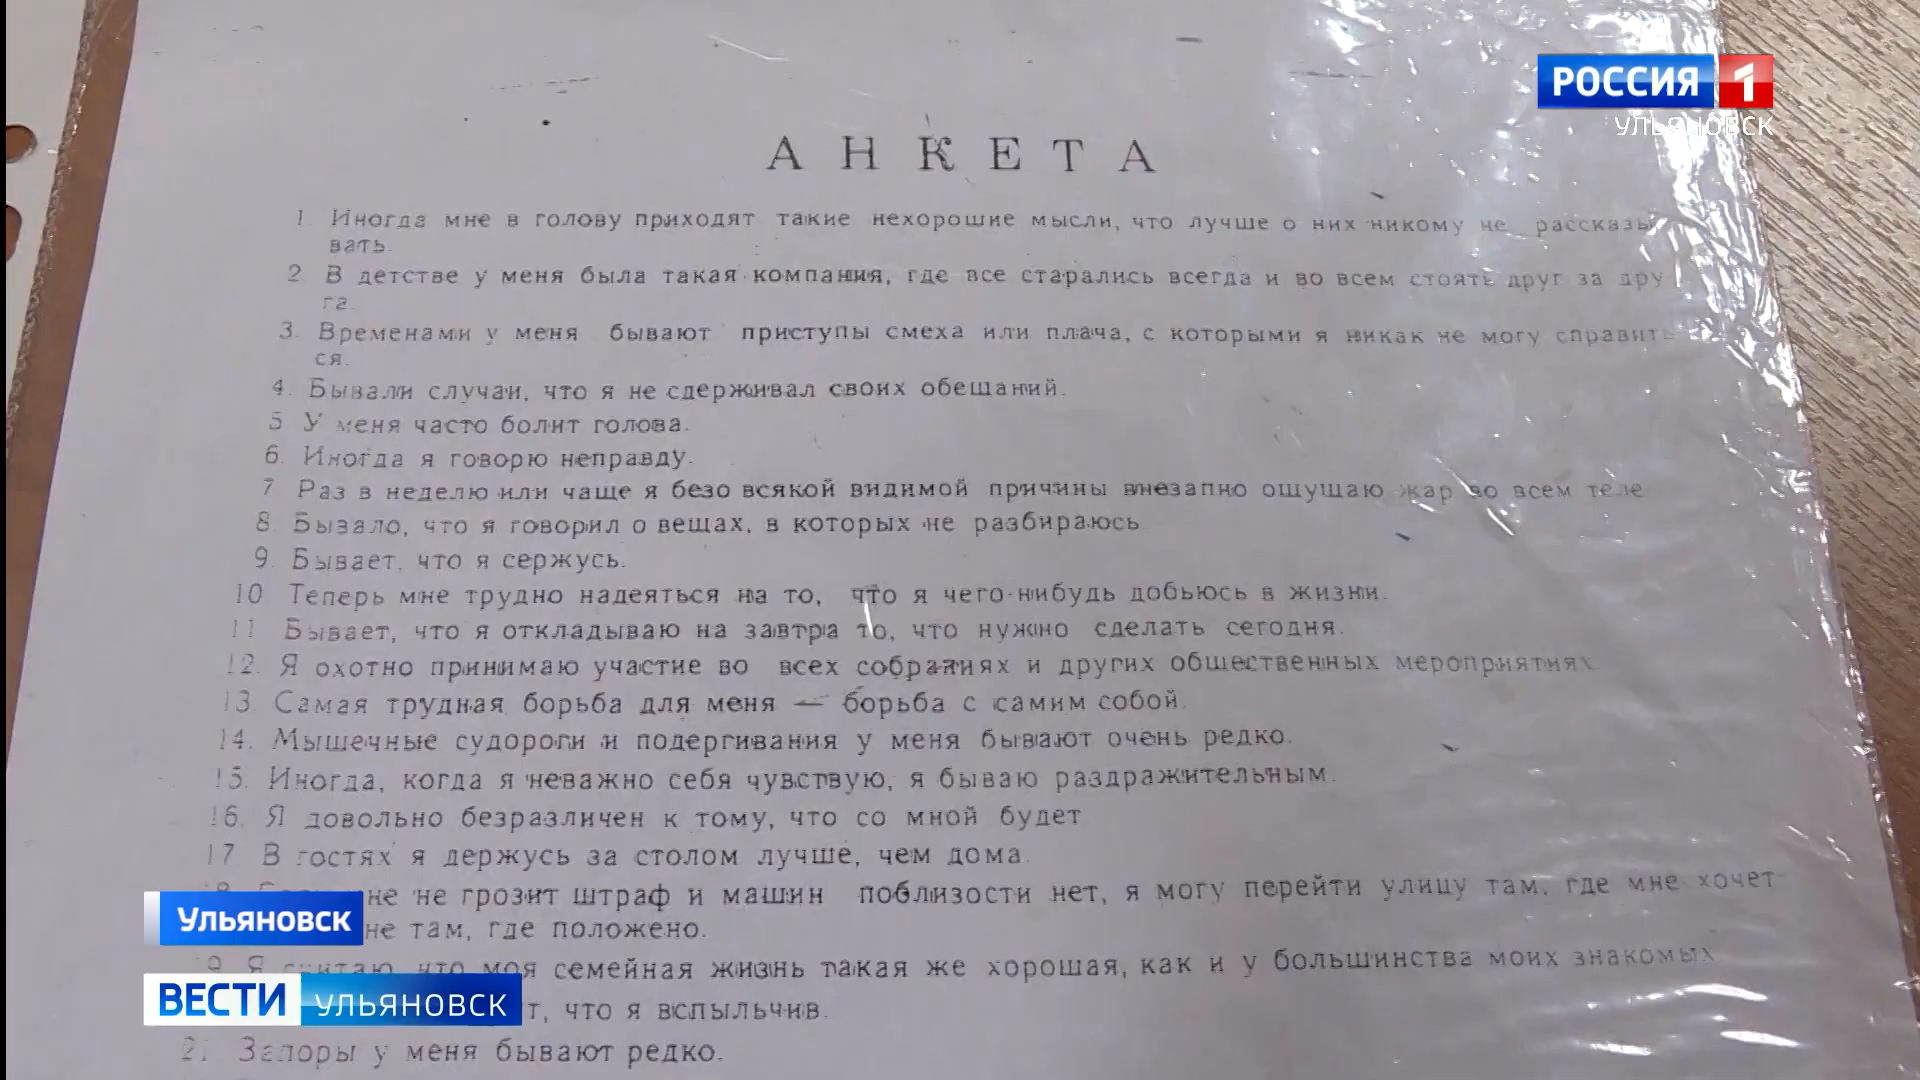 РОССИЯ 1
УЛЬЯНОВСК
АНКЕТА
1. Иногда мне в голову приходят такие нехорошие мысли, что лучше о них никому не рассказы
вать.
2. В детстве у меня была такая компания, где все старались всегда и во всем стоять друг за дру
га.
3. Временами у меня бывают приступы смеха или плача, с которыми я никак не могу справить
ся.
4. Бывали случаи, что я не сдерживал своих обещаний.
5 У меня часто болит голова.
6. Иногда я говорю неправду.
7 Раз в неделю или чаще я безо всякой видимой причины внезапно ощущаю жар во всем теле
8. Бывало, что я говорил о вещах, в которых не разбираюсь.
9. Бывает, что я сержусь.
10 Теперь мне трудно надеяться на то, что я чего-нибудь добьюсь в жизни.
11 Бывает, что я откладываю на завтра то, что нужно сделать сегодня.
12. Я охотно принимаю участие во всех собраниях и других общественных мероприятиях.
13. Самая трудная борьба для меня — борьба с самим собой.
14. Мышечные судороги и подергивания у меня бывают очень редко.
15. Иногда, когда я неважно себя чувствую, я бываю раздражительным.
16. Я довольно безразличен к тому, что со мной будет
17 В гостях я держусь за столом лучше, чем дома.
не грозит штраф и машин поблизости нет, я могу перейти улицу там, где мне хочет
не там, где положено.
Ульяновск
Я считаю, что моя семейная жизнь такая же хорошая, как и у большинства моих знакомых
что я вспыльчив.
ВЕСТИ УЛЬЯНОВСК
21 Запоры у меня бывают редко.